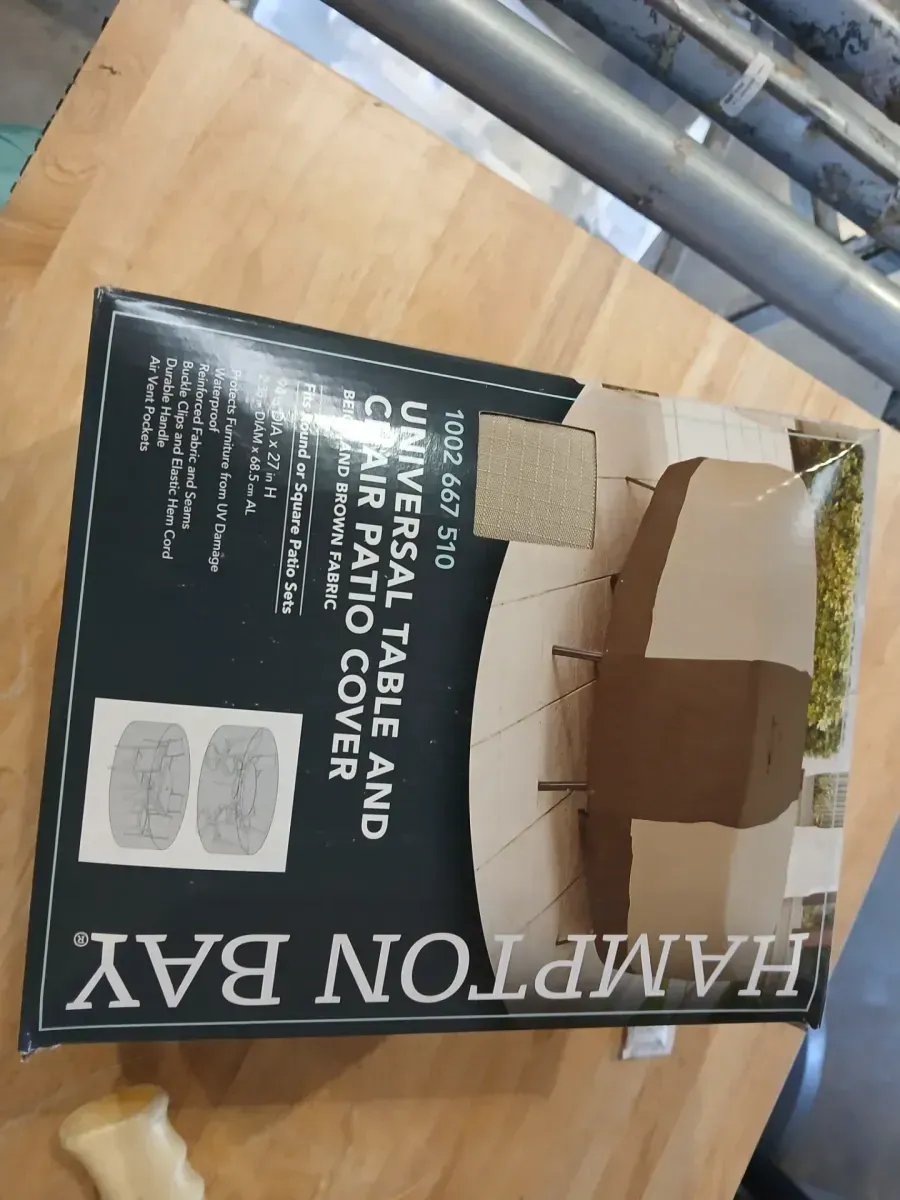 HAMPTON BAY®
1002 667 510
UNIVERSAL TABLE AND
CHAIR PATIO COVER
BEIGE AND BROWN FABRIC
Fits Round or Square Patio Sets
DIA x 27 in H
DIAM x 68.5 cm AL
Protects Furniture from UV Damage
Waterproof
Reinforced Fabric and Seams
Buckle Clips and Elastic Hem Cord
Durable Handle
Air Vent Pockets